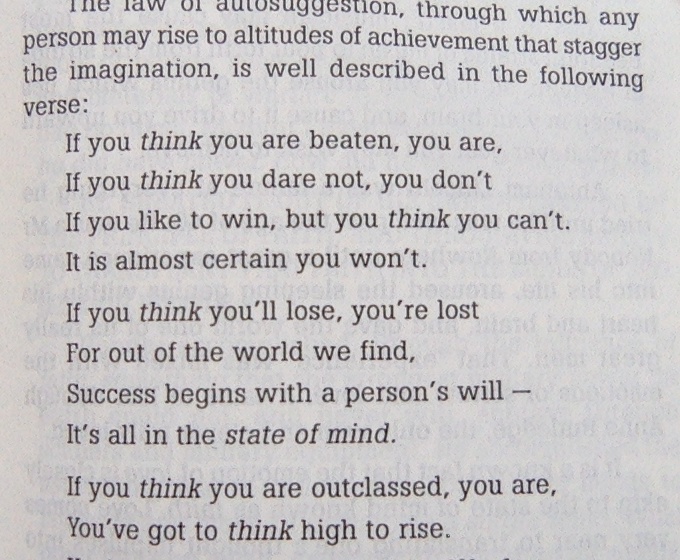 The law of autosuggestion, through which any
person may rise to altitudes of achievement that stagger
the imagination, is well described in the following
verse:
If you think you are beaten, you are,
If you think you dare not, you don't
If you like to win, but you think you can't.
It is almost certain you won't.
If you think you'll lose, you're lost
For out of the world we find,
Success begins with a person's will—
It's all in the state of mind.
If you think you are outclassed, you are,
You've got to think high to rise.